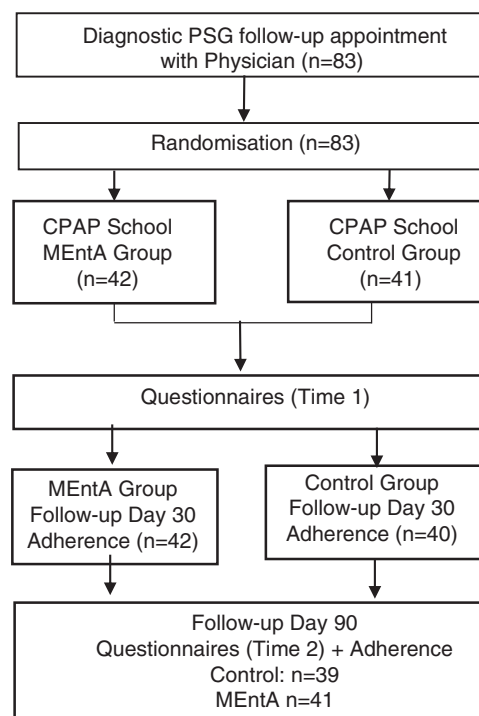 Diagnostic PSG follow-up appointment
with Physician (n=83)
Randomisation (n=83)
CPAP School
MEntA Group
(n=42)
CPAP School
Control Group
(n=41)
Questionnaires (Time 1)
MEntA Group
Follow-up Day 30
Adherence (n=42)
Control Group
Follow-up Day 30
Adherence (n=40)
Follow-up Day 90
Questionnaires (Time 2) + Adherence
Control: n=39
MEntA n=41